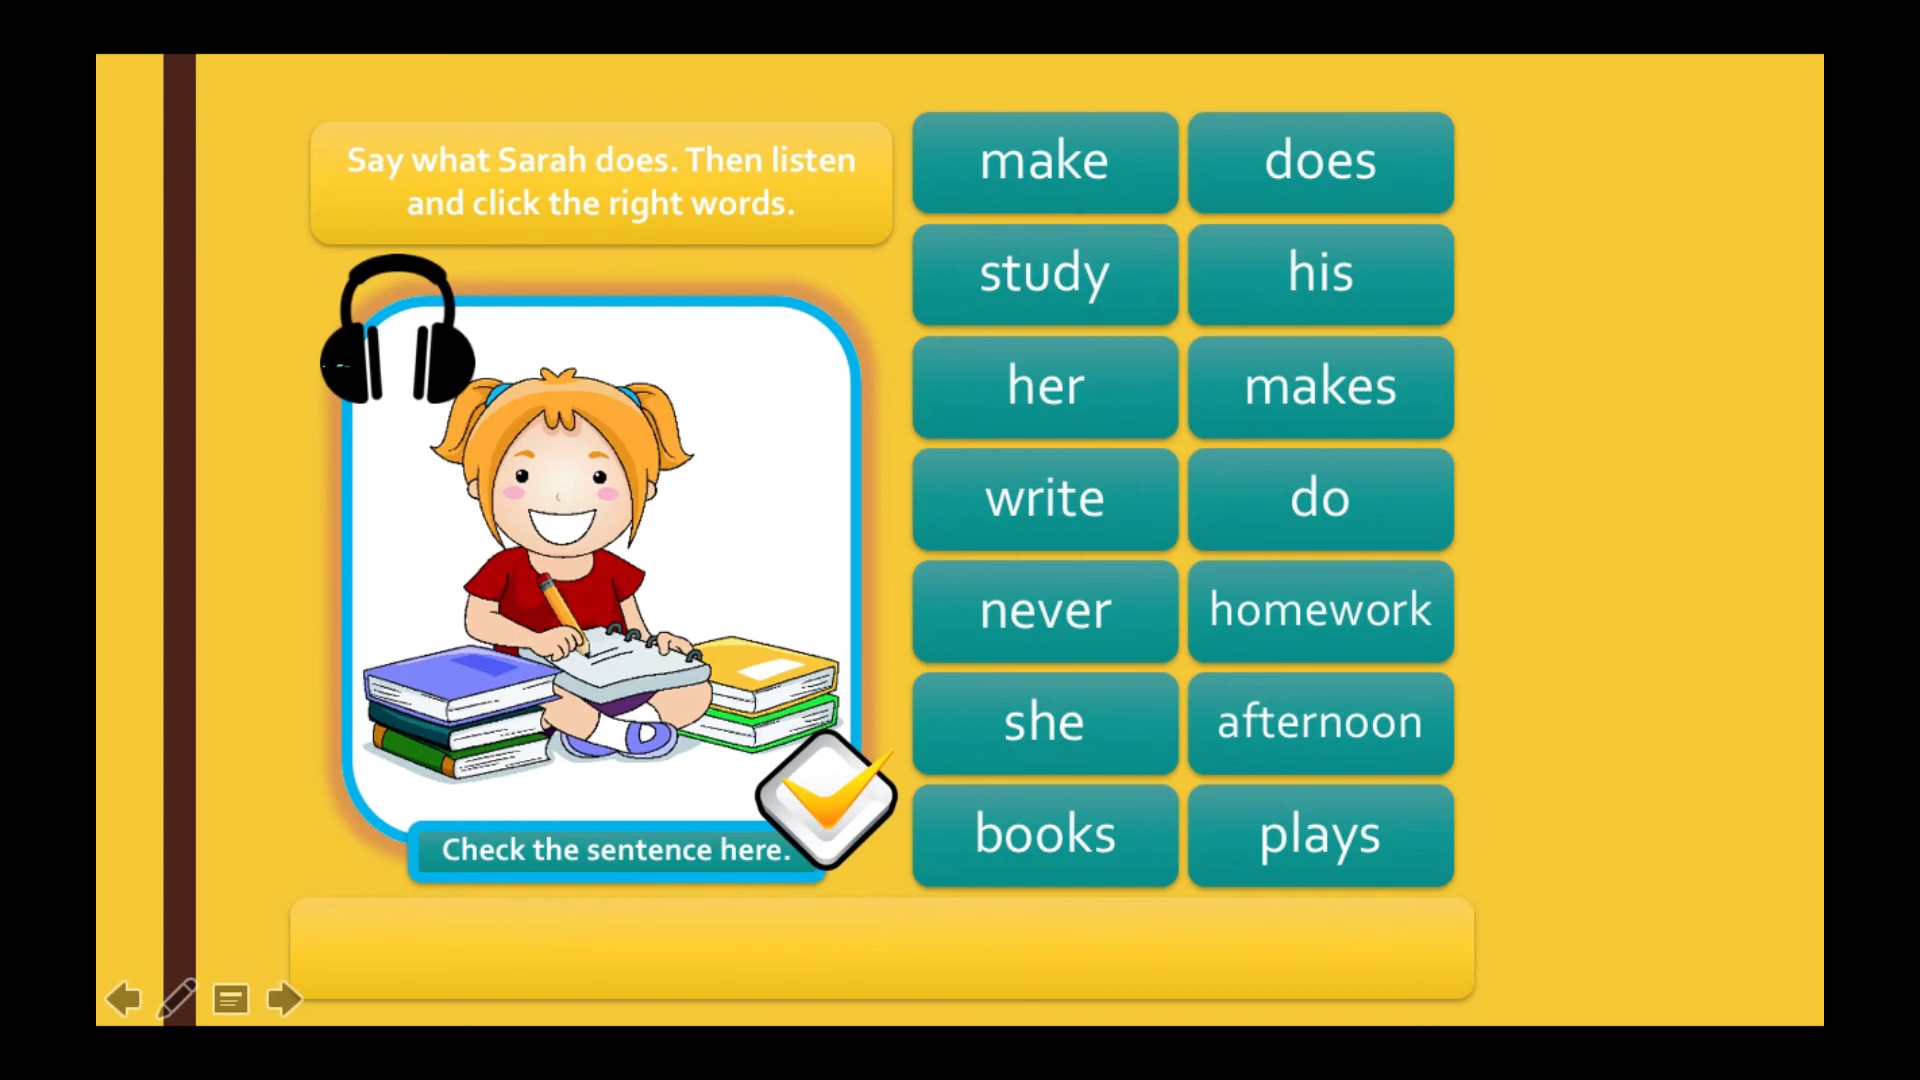 Say what Sarah does. Then listen
and click the right words.
make
does
study
his
her
makes
write
do
never
homework
she
afternoon
books
plays
Check the sentence here.